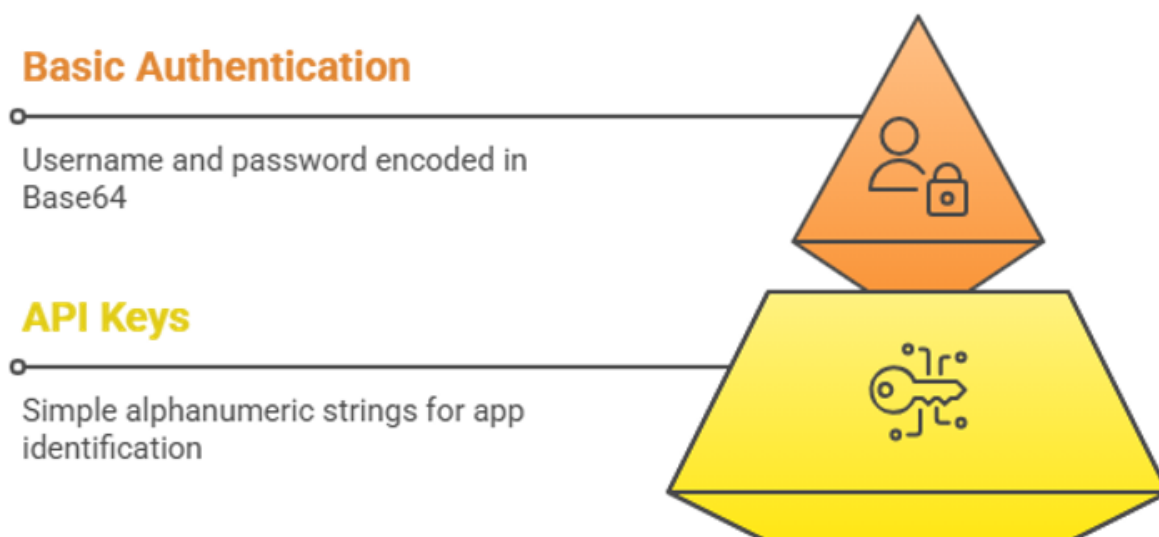 Basic Authentication
Username and password encoded in
Base64
API Keys
Simple alphanumeric strings for app
identification